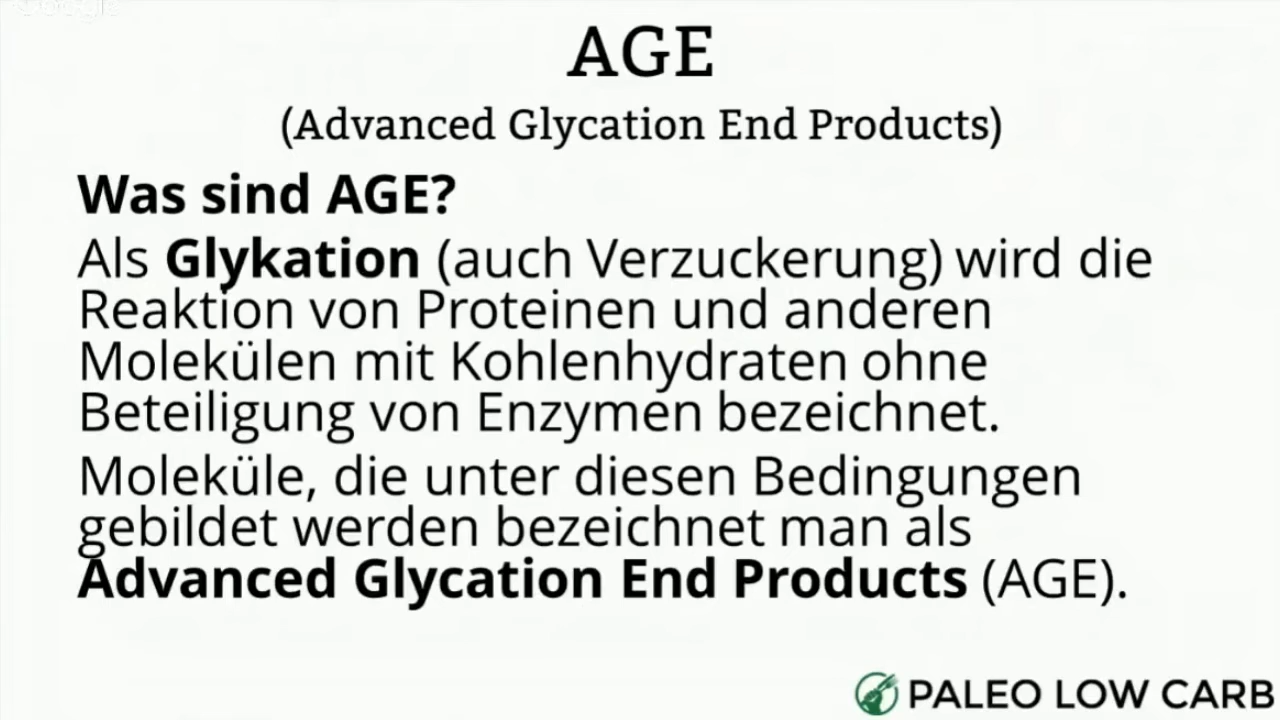 Google
AGE
(Advanced Glycation End Products)
Was sind AGE?
Als Glykation (auch Verzuckerung) wird die
Reaktion von Proteinen und anderen
Molekülen mit Kohlenhydraten ohne
Beteiligung von Enzymen bezeichnet.
Moleküle, die unter diesen Bedingungen
gebildet werden bezeichnet man als
Advanced Glycation End Products (AGE).
PALEO LOW CARB